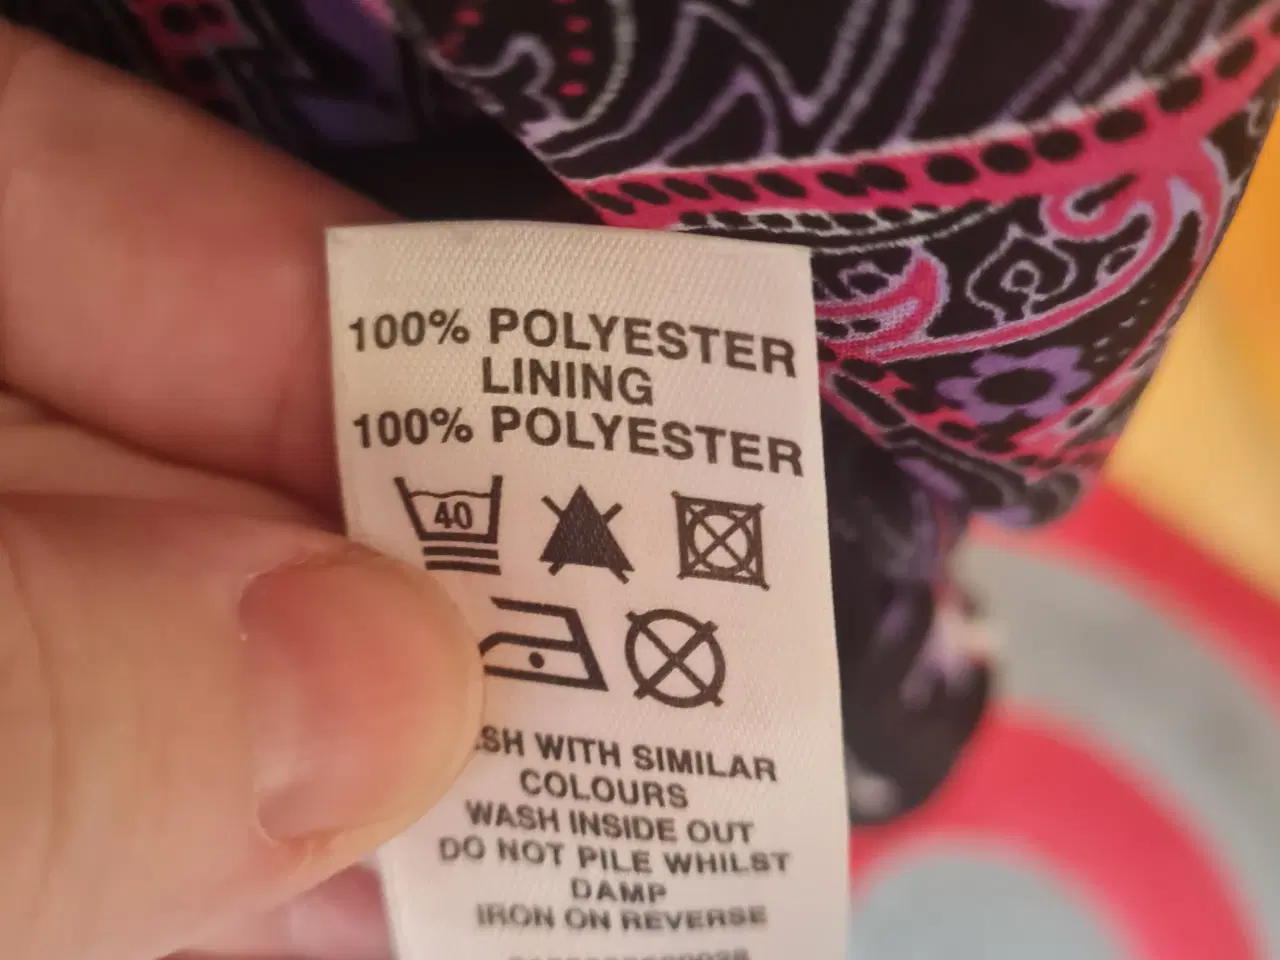 100% POLYESTER
LINING
100% POLYESTER
40
WITH SIMILAR
COLOURS
WASH INSIDE OUT
DO NOT PILE WHILST
DAMP
IRON ON REVERSE